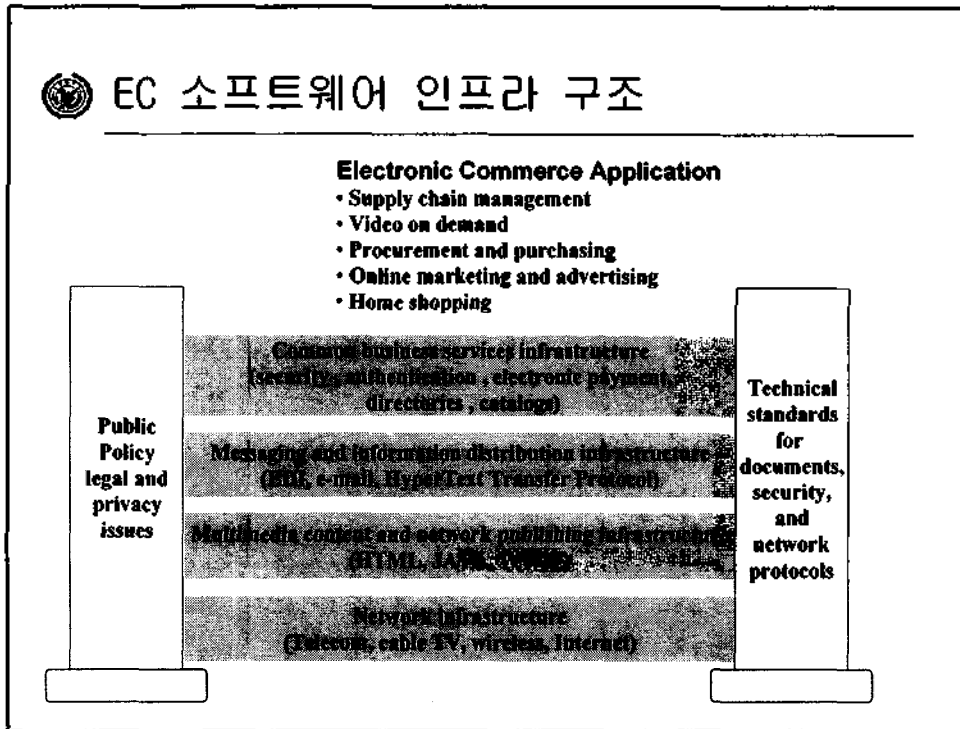 EC 소프트웨어 인프라 구조
Electronic Commerce Application
• Supply chain management
• Video on demand
• Procurement and purchasing
• Online marketing and advertising
• Home shopping
Public
Policy
legal and
privacy
issues
Common business services infrastructure
(security, authentication , electronic payment,
directories , catalogs)
Messaging and information distribution infrastructure
(EDI, e-mail, HyperText Transfer Protocol)
Multimedia content and network publishing infrastructure
(HTML, JAVA,
Network infrastructure
(Telecom, cable TV, wireless, Internet)
Technical
standards
for
documents,
security,
and
network
protocols